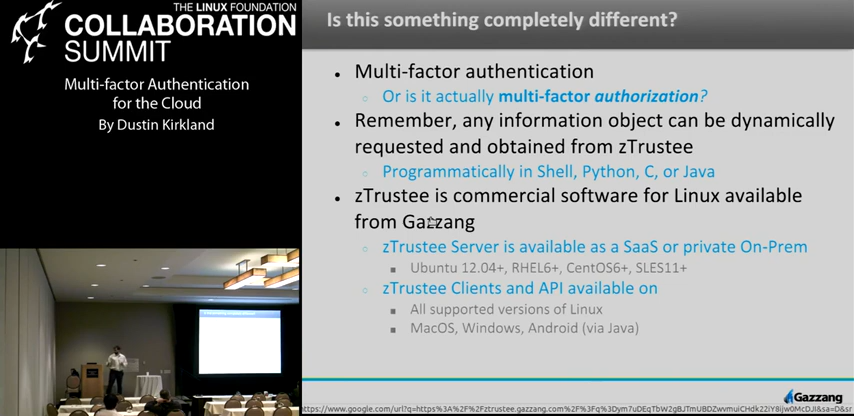 THE LINUX FOUNDATION
COLLABORATION
SUMMIT
Multi-factor Authentication
for the Cloud
By Dustin Kirkland
Is this something completely different?
• Multi-factor authentication
○ Or is it actually multi-factor authorization?
• Remember, any information object can be dynamically
requested and obtained from zTrustee
○ Programmatically in Shell, Python, C, or Java
• zTrustee is commercial software for Linux available
from Gazzang
○ zTrustee Server is available as a SaaS or private On-Prem
■ Ubuntu 12.04+, RHEL6+, CentOS6+, SLES11+
○ zTrustee Clients and API available on
■ All supported versions of Linux
■ MacOS, Windows, Android (via Java)
Gazzang